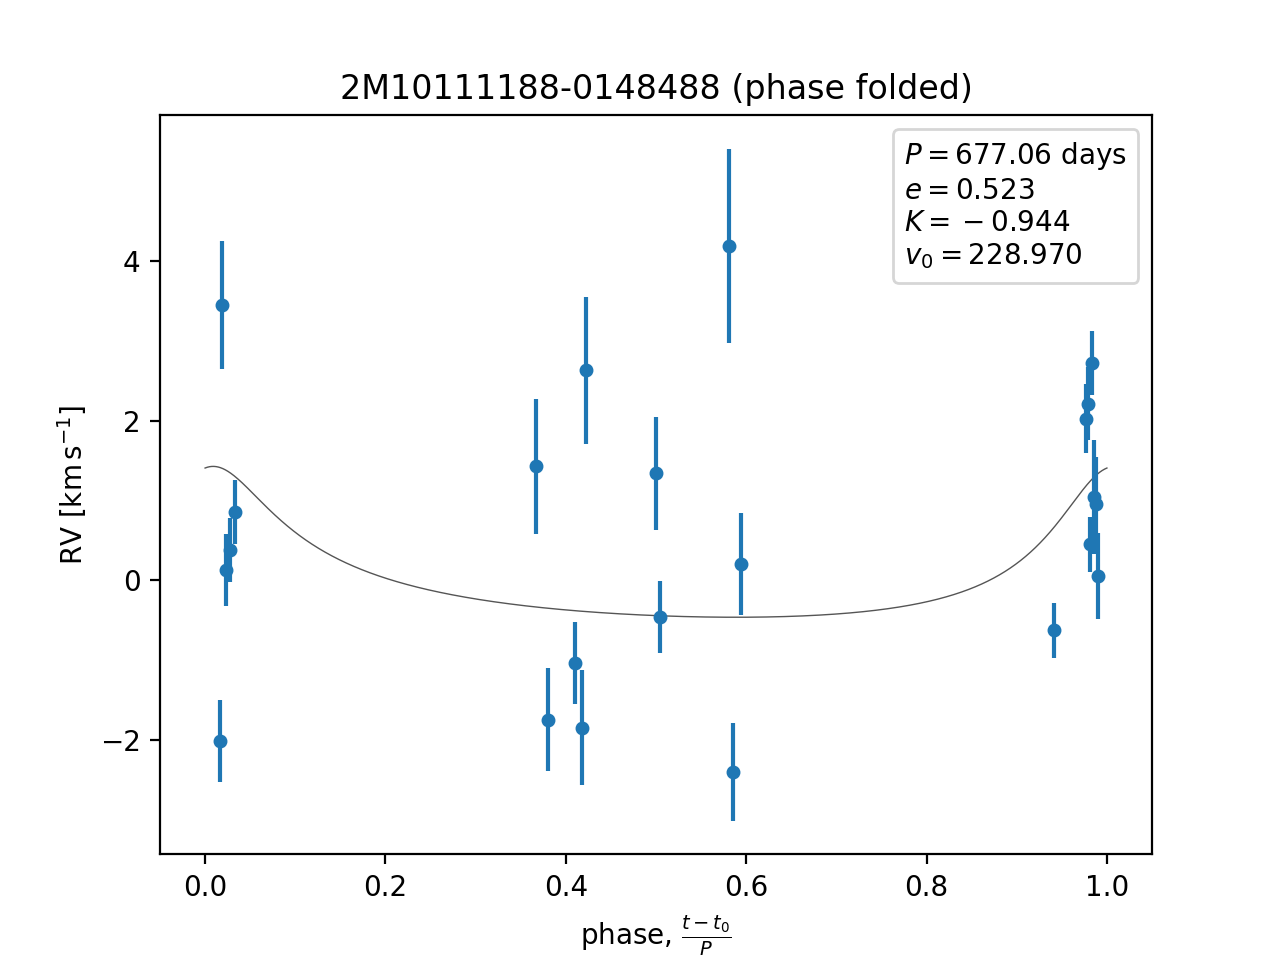 2M10111188-0148488 (phase folded)
P = 677.06 days
e = 0.523
K = −0.944
v₀ = 228.970
RV [km s⁻¹]
4
2
0
−2
0.0 0.2 0.4 0.6 0.8 1.0
phase, (t − t₀)/P